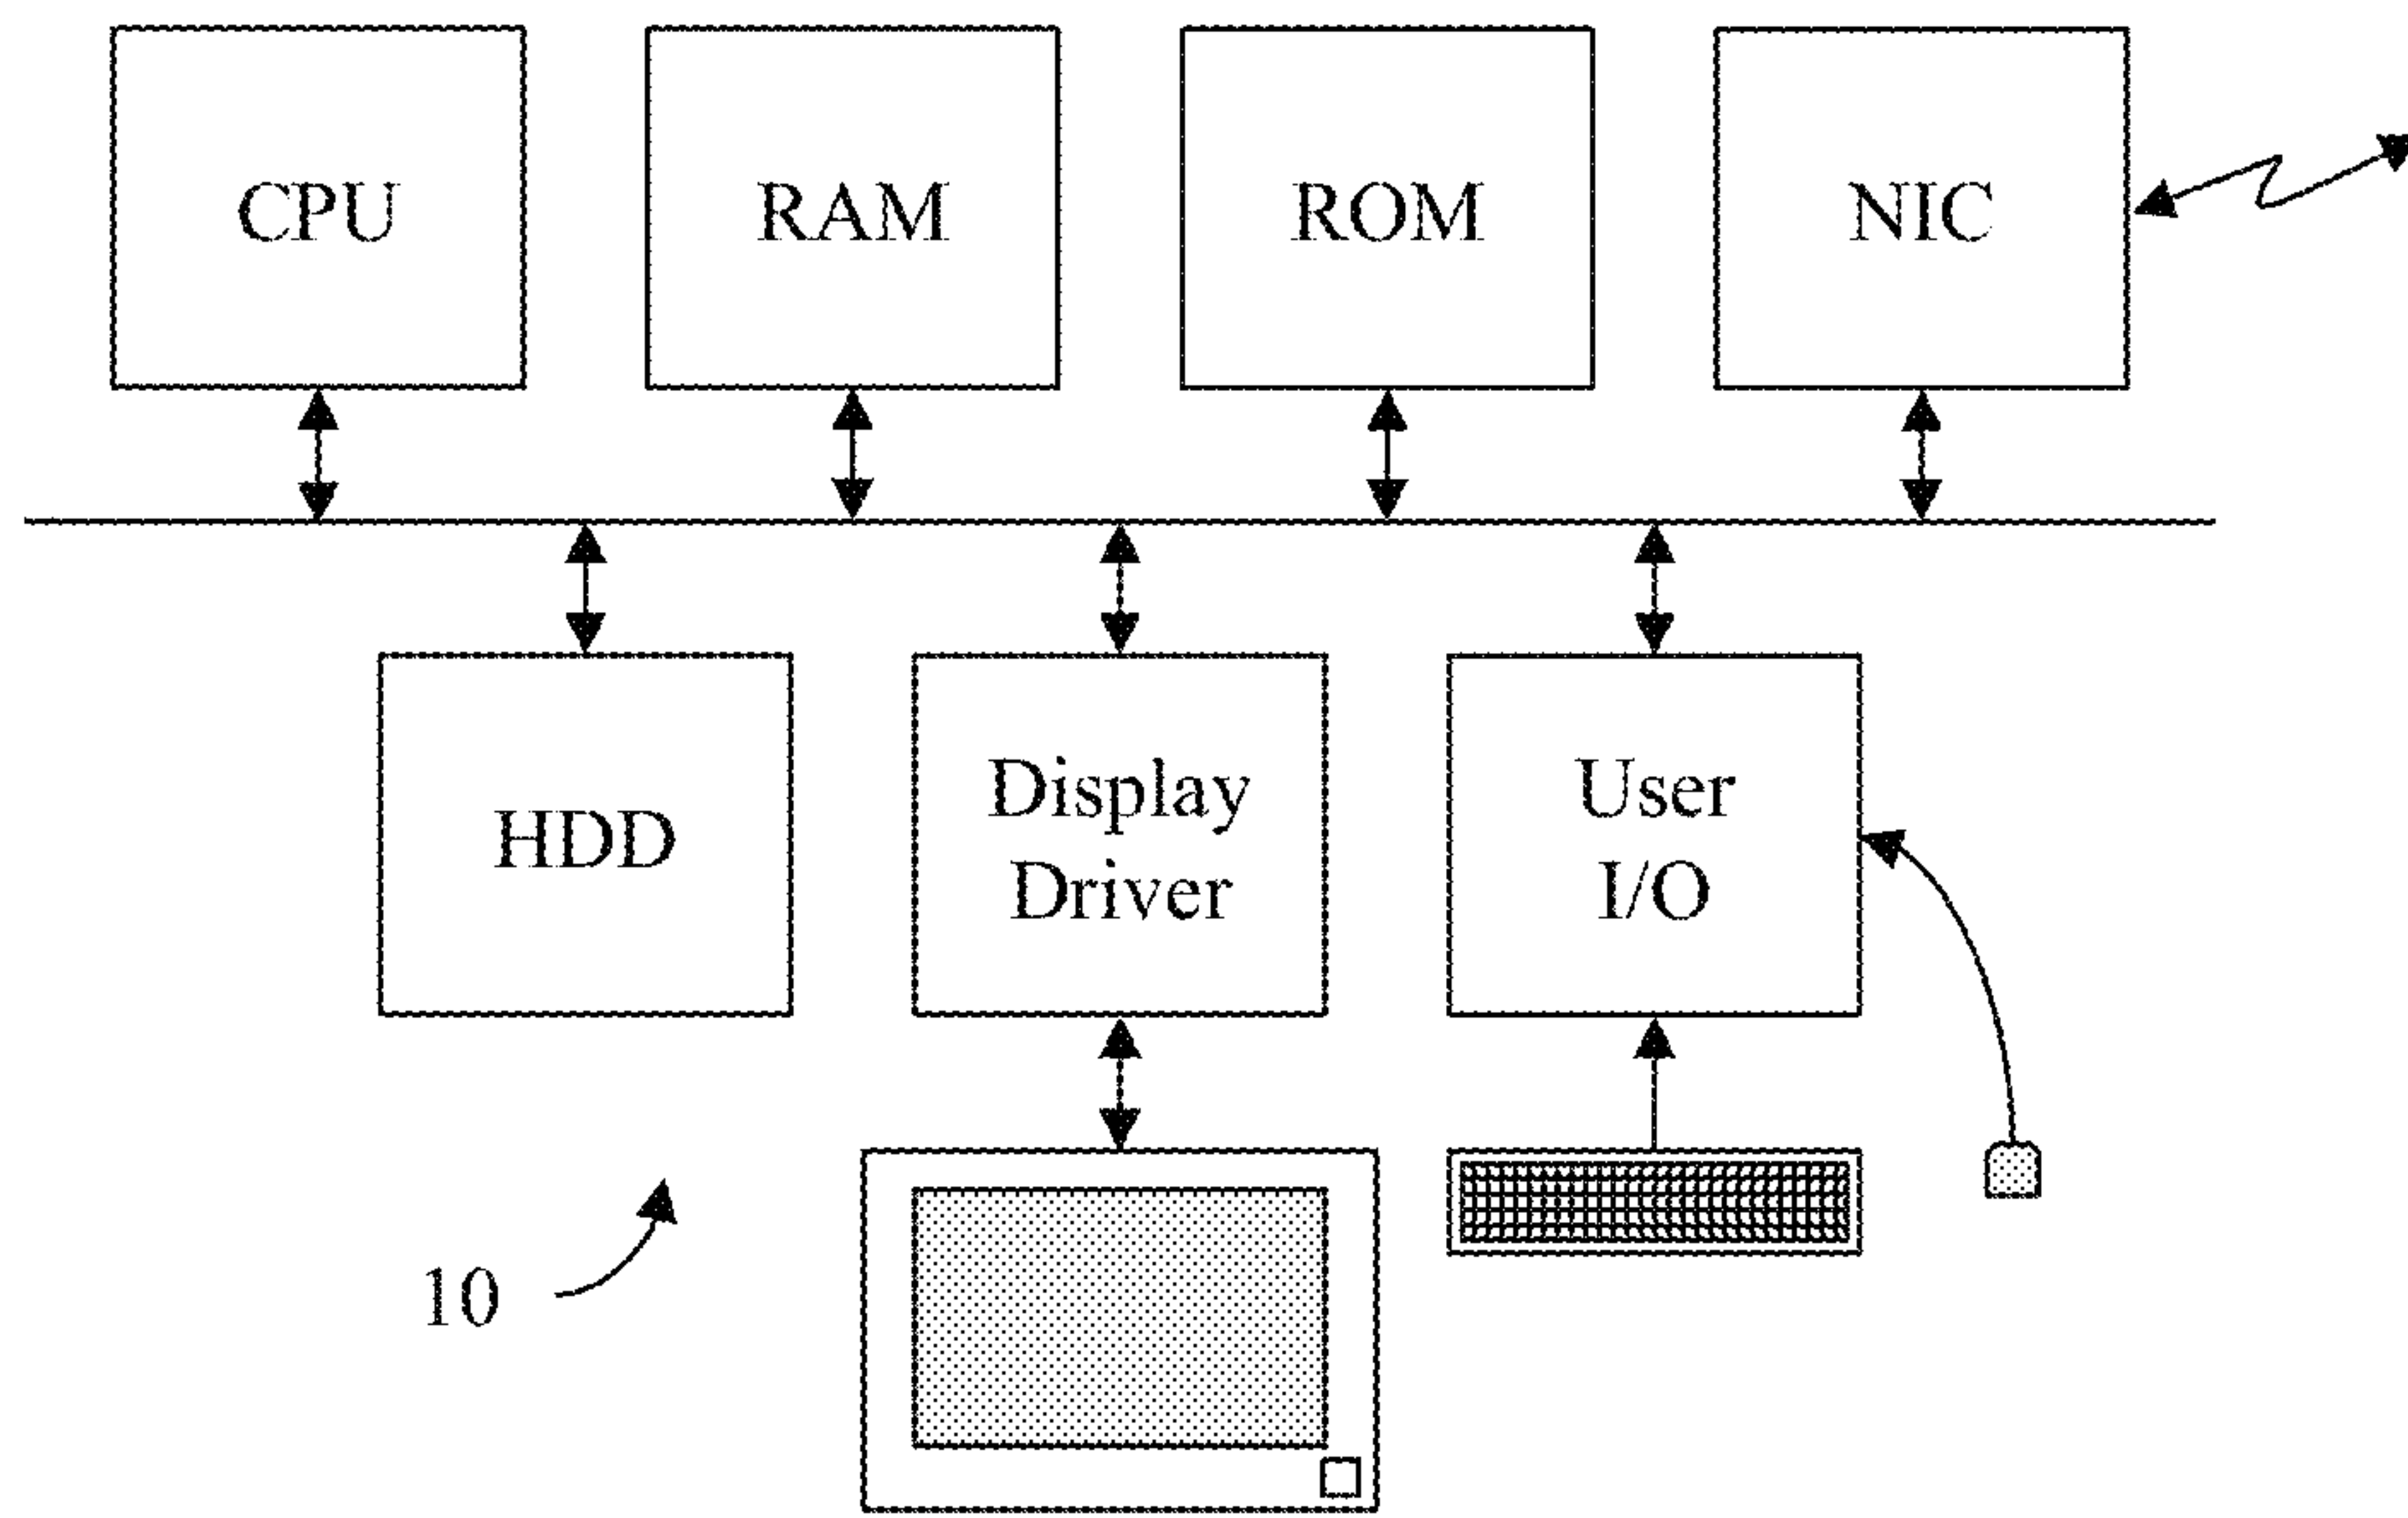 CPU
RAM
ROM
NIC
HDD
Display
Driver
User
I/O
10